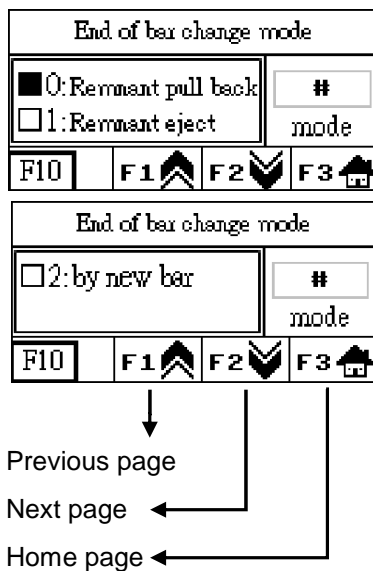 End of bar change mode
■0:Remnant pull back
#
□1:Remnant eject
mode
F10 F1 F2 F3
End of bar change mode
□2:by new bar
#
mode
F10 F1 F2 F3
Previous page
Next page
Home page